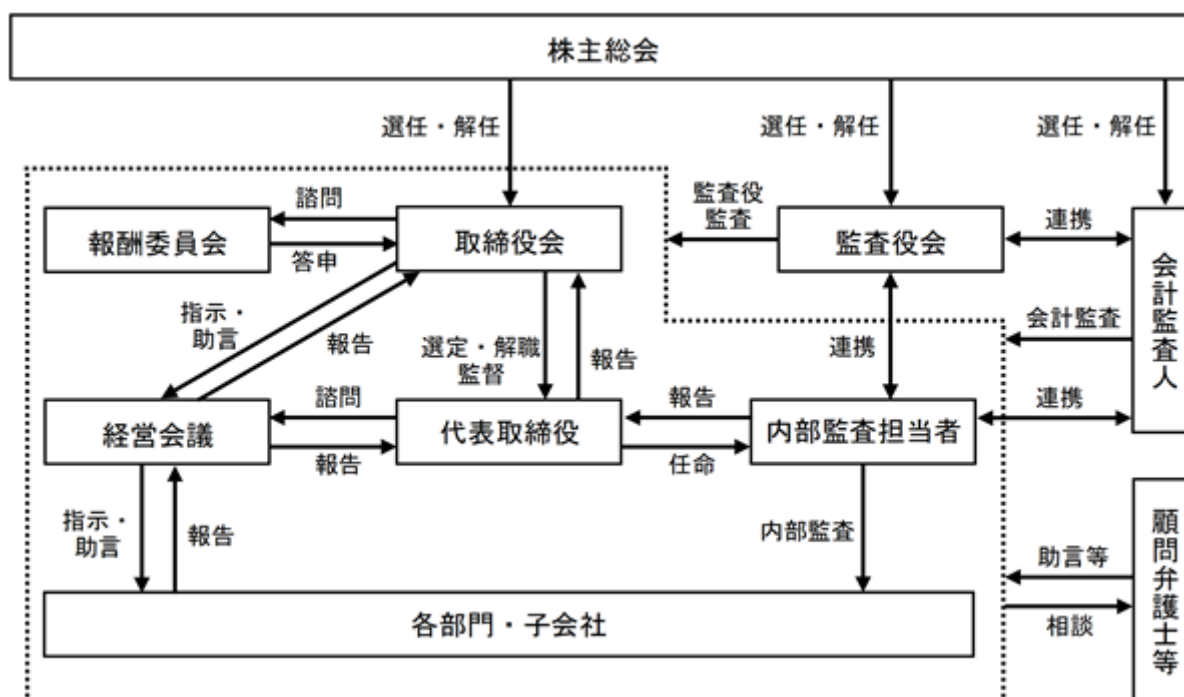 株主総会
選任・解任
選任・解任
選任・解任
諮問
監査役
監査
報酬委員会
取締役会
監査役会
連携
答申
会計監査人
指示・
助言
報告
選定・解職
監督
報告
連携
会計監査
諮問
報告
連携
経営会議
代表取締役
内部監査担当者
報告
任命
指示・
助言
報告
内部監査
顧問弁護士等
助言等
相談
各部門・子会社